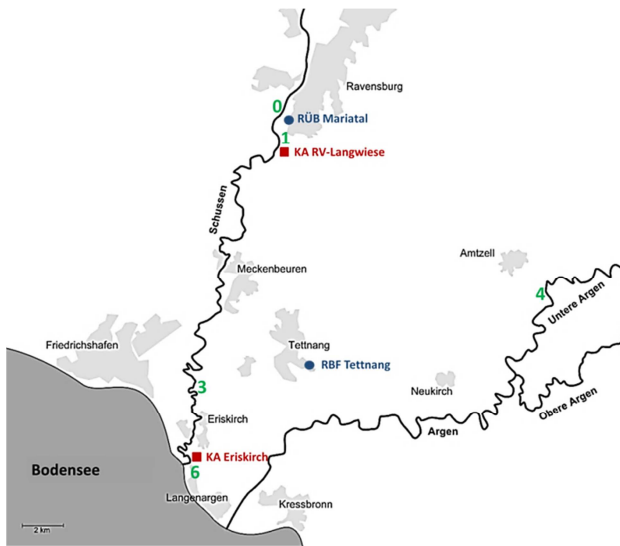 Ravensburg
0
RÜB Mariatal
1
KA RV-Langwiese
Schussen
Amtzell
Meckenbeuren
4
Untere Argen
Friedrichshafen
Tettnang
RBF Tettnang
3
Neukirch
Obere Argen
Eriskirch
Argen
KA Eriskirch
Bodensee
6
Langenargen
Kressbronn
2 km